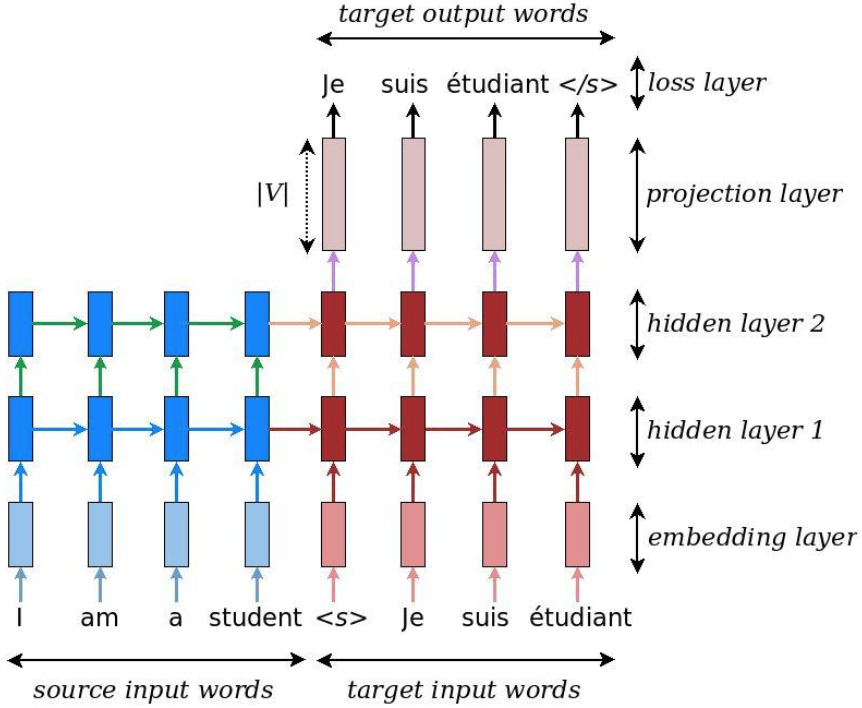 target output words
Je suis étudiant </s> loss layer
|V| projection layer
hidden layer 2
hidden layer 1
embedding layer
I am a student <s> Je suis étudiant
source input words target input words